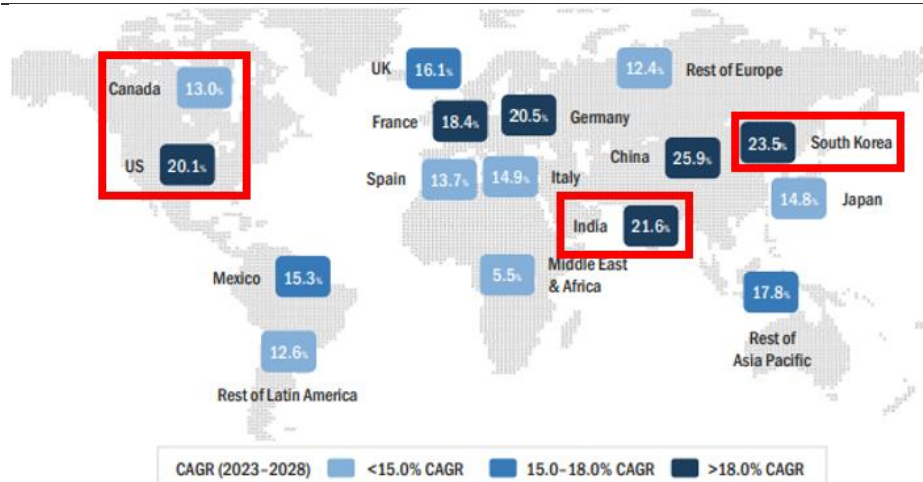 UK 16.1%
12.4% Rest of Europe
Canada 13.0%
France 18.4%
20.5% Germany
US 20.1%
China 25.9%
23.5% South Korea
Spain 13.7%
14.9% Italy
14.8% Japan
India 21.6%
Mexico 15.3%
5.5% Middle East
& Africa
17.8%
Rest of
Asia Pacific
12.6%
Rest of Latin America
CAGR (2023-2028) <15.0% CAGR 15.0-18.0% CAGR >18.0% CAGR